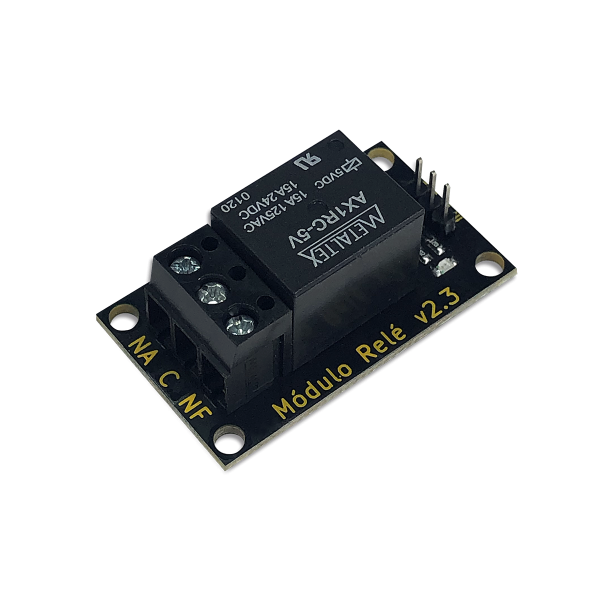 METALTEX
AX1RC-5V
15A 125VAC
15A 24VDC
0120
5VDC
NA C NF
Módulo Relé v2.3